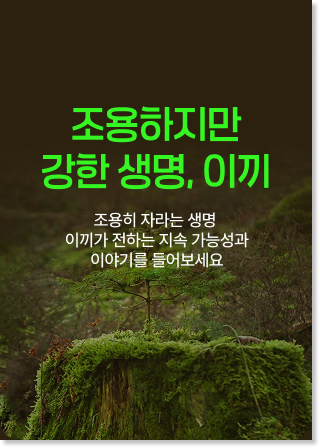 조용하지만
강한 생명, 이끼
조용히 자라는 생명
이끼가 전하는 지속 가능성과
이야기를 들어보세요